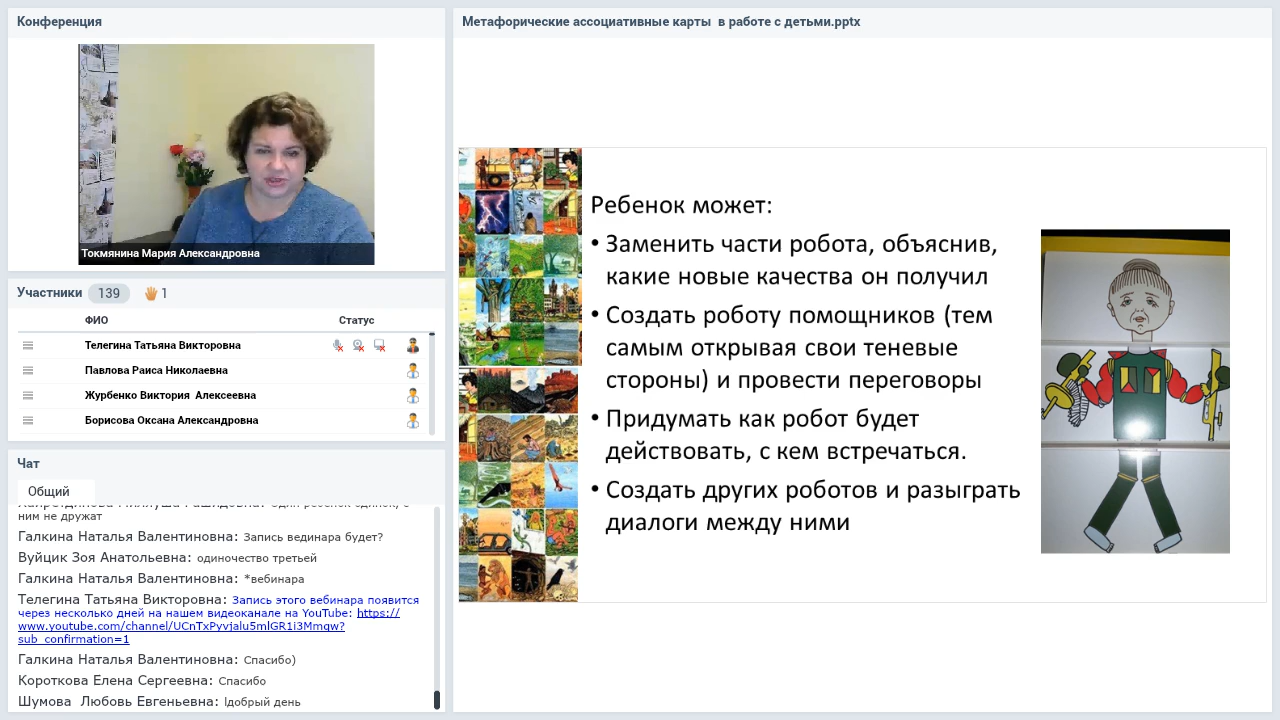 Конференция
Токмянина Мария Александровна
Участники 139 1
ФИО Статус
Телегина Татьяна Викторовна
Павлова Раиса Николаевна
Журбенко Виктория Алексеевна
Борисова Оксана Александровна
Чат
Общий
ним не дружат
Галкина Наталья Валентиновна: Запись вединара будет?
Вуйцик Зоя Анатольевна: одиночество третьей
Галкина Наталья Валентиновна: *вебинара
Телегина Татьяна Викторовна: Запись этого вебинара появится
через несколько дней на нашем видеоканале на YouTube: https://
www.youtube.com/channel/UCnTxPyvjalu5mlGR1i3Mmqw?
sub_confirmation=1
Галкина Наталья Валентиновна: Спасибо)
Короткова Елена Сергеевна: Спасибо
Шумова Любовь Евгеньевна: lдобрый день
Метафорические ассоциативные карты в работе с детьми.pptx
Ребенок может:
• Заменить части робота, объяснив,
какие новые качества он получил
• Создать роботу помощников (тем
самым открывая свои теневые
стороны) и провести переговоры
• Придумать как робот будет
действовать, с кем встречаться.
• Создать других роботов и разыграть
диалоги между ними